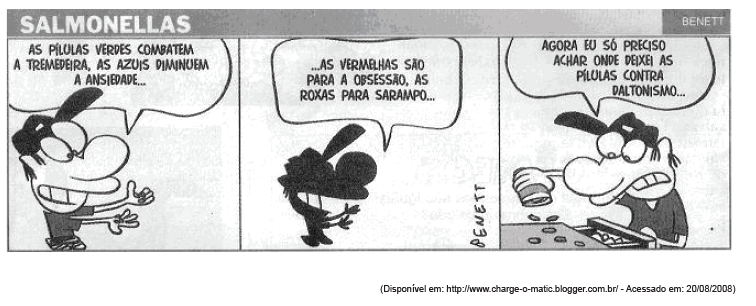 SALMONELLAS
BENETT
AS PÍLULAS VERDES COMBATEM
A TREMEDEIRA, AS AZUIS DIMINUEM
A ANSIEDADE...
...AS VERMELHAS SÃO
PARA A OBSESSÃO, AS
ROXAS PARA SARAMPO...
BENETT
AGORA EU SÓ PRECISO
ACHAR ONDE DEIXEI AS
PÍLULAS CONTRA
DALTONISMO...
(Disponível em: http://www.charge-o-matic.blogger.com.br/ - Acessado em: 20/08/2008)